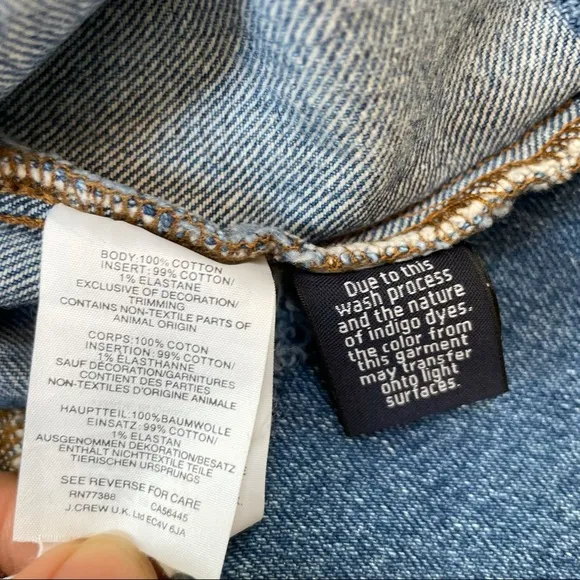 BODY:100% COTTON
INSERT:99% COTTON/
1% ELASTANE
EXCLUSIVE OF DECORATION/
TRIMMING
CONTAINS NON-TEXTILE PARTS OF
ANIMAL ORIGIN
CORPS:100% COTON
INSERTION:99% COTON/
1% ELASTHANNE
SAUF DÉCORATION/GARNITURES
CONTIENT DES PARTIES
NON-TEXTILES D'ORIGINE ANIMALE
HAUPTTEIL:100%BAUMWOLLE
EINSATZ:99% COTTON/
1% ELASTAN
AUSGENOMMEN DEKORATION/BESATZ
ENTHÄLT NICHTTEXTILE TEILE
TIERISCHEN URSPRUNGS
SEE REVERSE FOR CARE
RN77388 CA56445
J.CREW U.K. Ltd EC4V 6JA
Due to this
wash process
and the nature
of indigo dyes,
the color from
this garment
may transfer
onto light
surfaces.